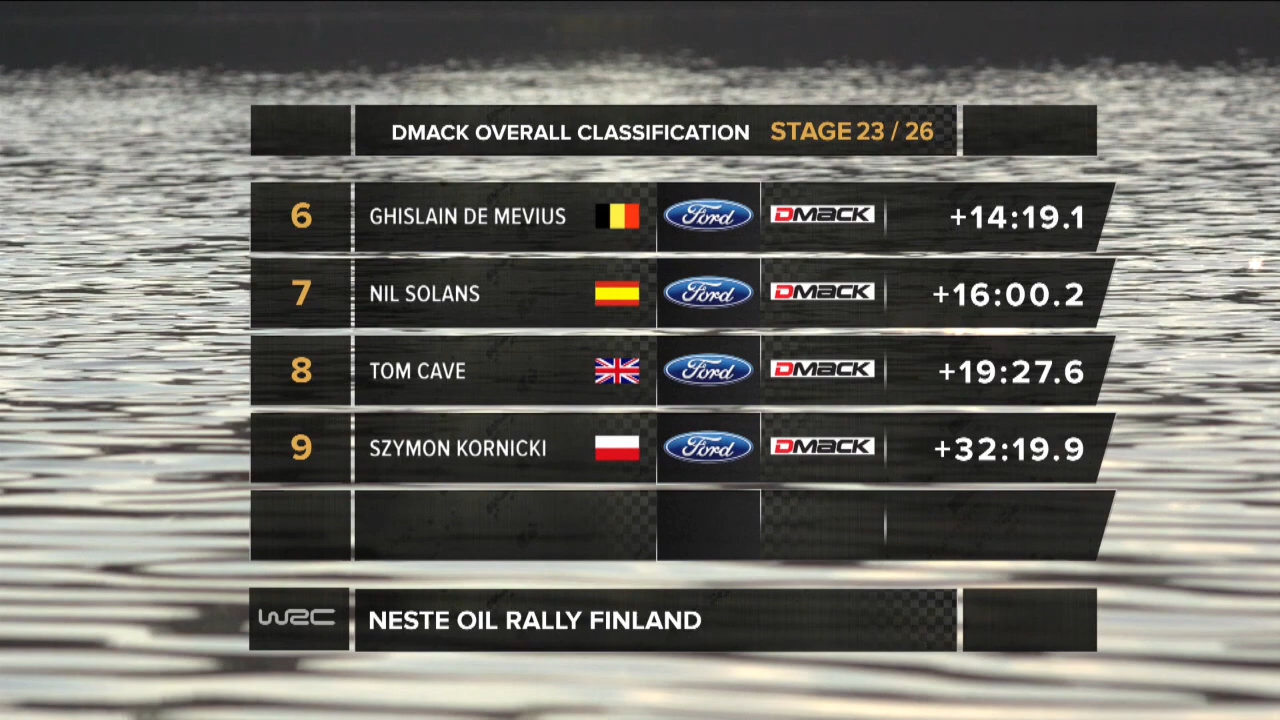 DMACK OVERALL CLASSIFICATION STAGE 23 / 26
6 GHISLAIN DE MEVIUS Ford DMACK +14:19.1
7 NIL SOLANS Ford DMACK +16:00.2
8 TOM CAVE Ford DMACK +19:27.6
9 SZYMON KORNICKI Ford DMACK +32:19.9
WRC NESTE OIL RALLY FINLAND